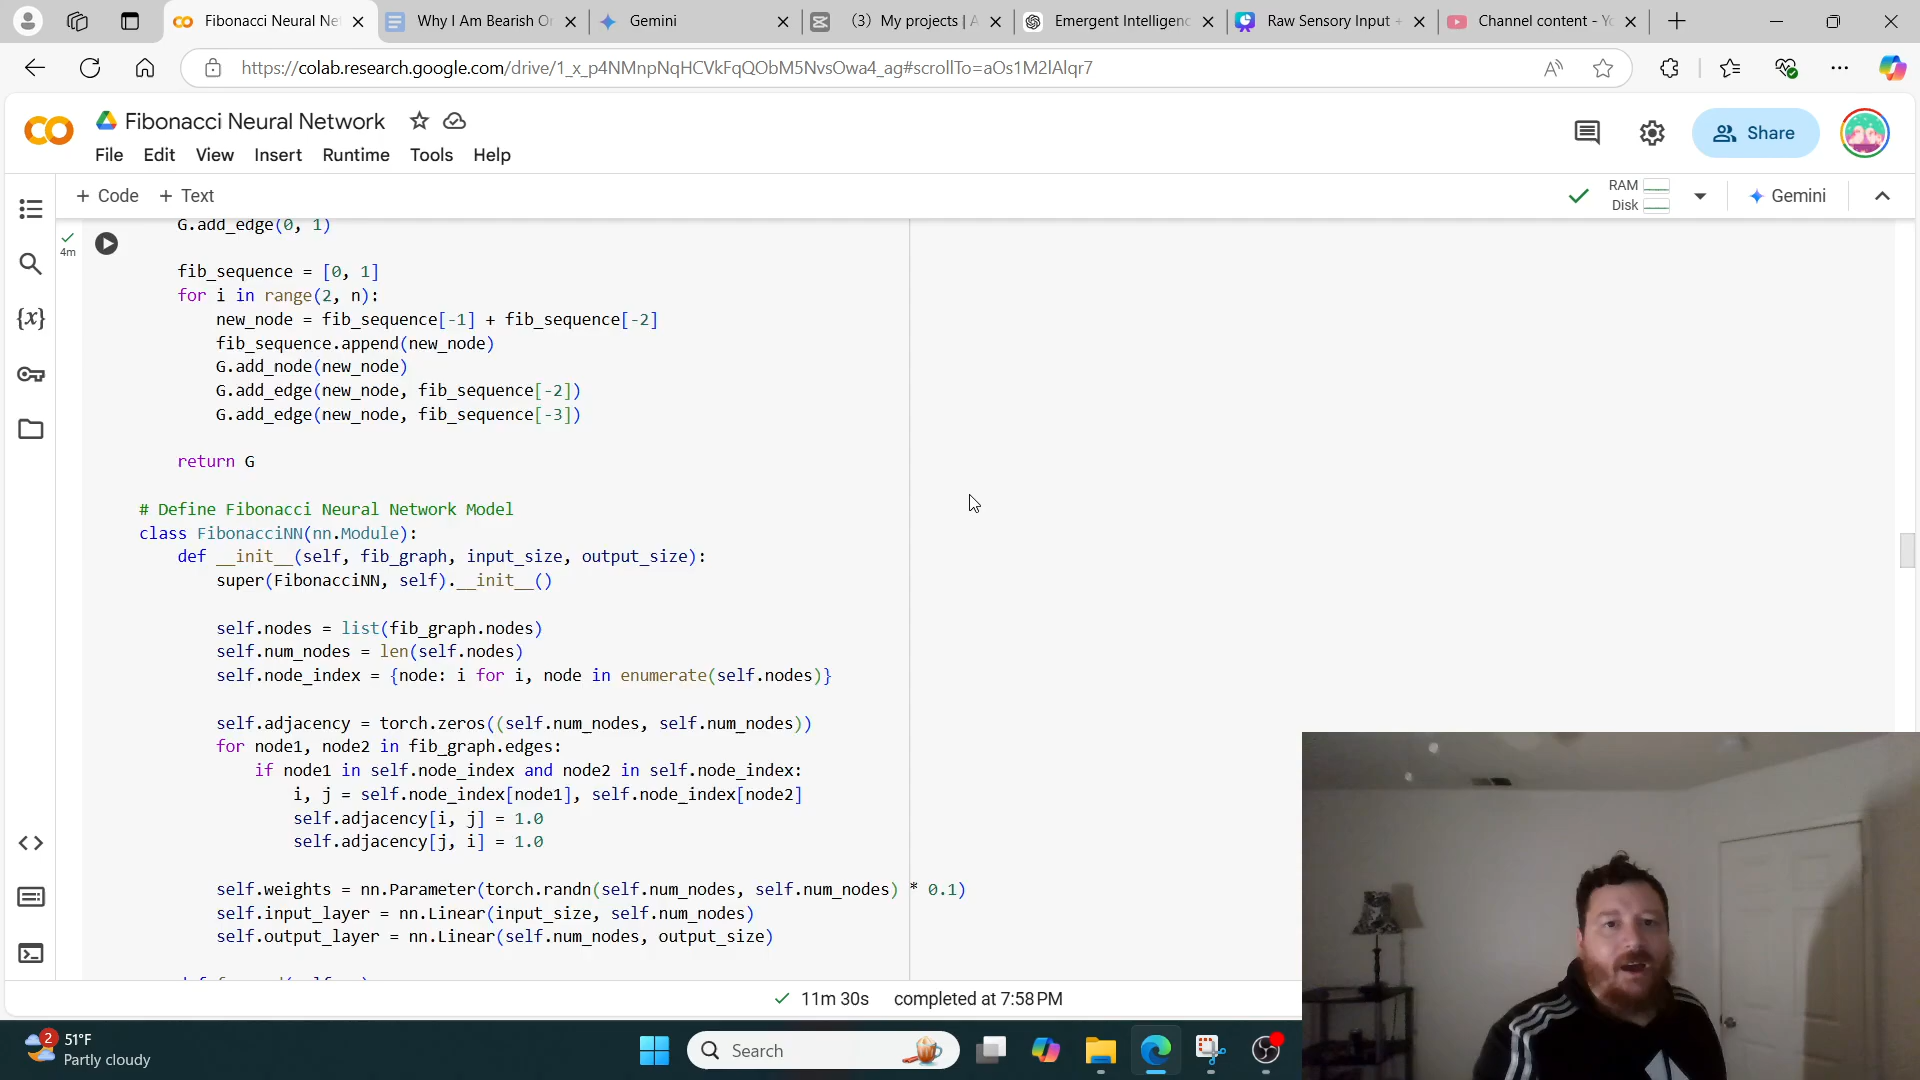 Fibonacci Neural Net
Why I Am Bearish Or
Gemini
(3) My projects | A
Emergent Intelligenc
Raw Sensory Input +
Channel content - Yo
https://colab.research.google.com/drive/1_x_p4NMnpNqHCVkFqQObM5NvsOwa4_ag#scrollTo=aOs1M2lAlqr7
Fibonacci Neural Network
File Edit View Insert Runtime Tools Help
Share
+ Code + Text
RAM
Disk
Gemini
4m
G.add_edge(0, 1)
fib_sequence = [0, 1]
for i in range(2, n):
new_node = fib_sequence[-1] + fib_sequence[-2]
fib_sequence.append(new_node)
G.add_node(new_node)
G.add_edge(new_node, fib_sequence[-2])
G.add_edge(new_node, fib_sequence[-3])
return G
# Define Fibonacci Neural Network Model
class FibonacciNN(nn.Module):
def __init__(self, fib_graph, input_size, output_size):
super(FibonacciNN, self).__init__()
self.nodes = list(fib_graph.nodes)
self.num_nodes = len(self.nodes)
self.node_index = {node: i for i, node in enumerate(self.nodes)}
self.adjacency = torch.zeros((self.num_nodes, self.num_nodes))
for node1, node2 in fib_graph.edges:
if node1 in self.node_index and node2 in self.node_index:
i, j = self.node_index[node1], self.node_index[node2]
self.adjacency[i, j] = 1.0
self.adjacency[j, i] = 1.0
self.weights = nn.Parameter(torch.randn(self.num_nodes, self.num_nodes) * 0.1)
self.input_layer = nn.Linear(input_size, self.num_nodes)
self.output_layer = nn.Linear(self.num_nodes, output_size)
11m 30s completed at 7:58 PM
2
51°F
Partly cloudy
Search